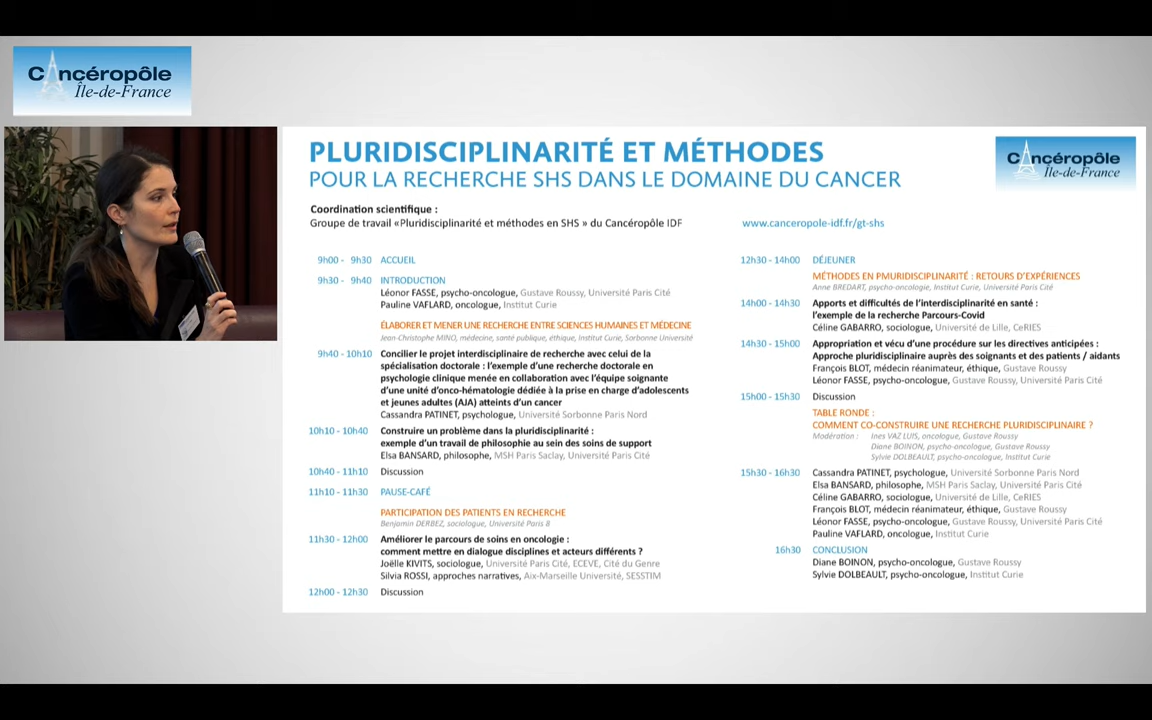 Cancéropôle
Île-de-France
PLURIDISCIPLINARITÉ ET MÉTHODES
POUR LA RECHERCHE SHS DANS LE DOMAINE DU CANCER
Cancéropôle
Île-de-France
Coordination scientifique :
Groupe de travail «Pluridisciplinarité et méthodes en SHS » du Cancéropôle IDF
www.canceropole-idf.fr/gt-shs
9h00 - 9h30 ACCUEIL
9h30 - 9h40 INTRODUCTION
Léonor FASSE, psycho-oncologue, Gustave Roussy, Université Paris Cité
Pauline VAFLARD, oncologue, Institut Curie
ÉLABORER ET MENER UNE RECHERCHE ENTRE SCIENCES HUMAINES ET MÉDECINE
Jean-Christophe MINO, médecine, santé publique, éthique, Institut Curie, Sorbonne Université
9h40 - 10h10 Concilier le projet interdisciplinaire de recherche avec celui de la
spécialisation doctorale : l'exemple d'une recherche doctorale en
psychologie clinique menée en collaboration avec l'équipe soignante
d'une unité d'onco-hématologie dédiée à la prise en charge d'adolescents
et jeunes adultes (AJA) atteints d'un cancer
Cassandra PATINET, psychologue, Université Sorbonne Paris Nord
10h10 - 10h40 Construire un problème dans la pluridisciplinarité :
exemple d'un travail de philosophie au sein des soins de support
Elsa BANSARD, philosophe, MSH Paris Saclay, Université Paris Cité
10h40 - 11h10 Discussion
11h10 - 11h30 PAUSE-CAFÉ
PARTICIPATION DES PATIENTS EN RECHERCHE
Benjamin DERBEZ, sociologue, Université Paris 8
11h30 - 12h00 Améliorer le parcours de soins en oncologie :
comment mettre en dialogue disciplines et acteurs différents ?
Joëlle KIVITS, sociologue, Université Paris Cité, ECEVE, Cité du Genre
Silvia ROSSI, approches narratives, Aix-Marseille Université, SESSTIM
12h00 - 12h30 Discussion
12h30 - 14h00 DÉJEUNER
MÉTHODES EN PMURIDISCIPLINARITÉ : RETOURS D'EXPÉRIENCES
Anne BREDART, psycho-oncologie, Institut Curie, Université Paris Cité
14h00 - 14h30 Apports et difficultés de l'interdisciplinarité en santé :
l'exemple de la recherche Parcours-Covid
Céline GABARRO, sociologue, Université de Lille, CeRIES
14h30 - 15h00 Appropriation et vécu d'une procédure sur les directives anticipées :
Approche pluridisciplinaire auprès des soignants et des patients / aidants
François BLOT, médecin réanimateur, éthique, Gustave Roussy
Léonor FASSE, psycho-oncologue, Gustave Roussy, Université Paris Cité
15h00 - 15h30 Discussion
TABLE RONDE :
COMMENT CO-CONSTRUIRE UNE RECHERCHE PLURIDISCIPLINAIRE ?
Modération : Ines VAZ LUIS, oncologue, Gustave Roussy
Diane BOINON, psycho-oncologue, Gustave Roussy
Sylvie DOLBEAULT, psycho-oncologue, Institut Curie
15h30 - 16h30 Cassandra PATINET, psychologue, Université Sorbonne Paris Nord
Elsa BANSARD, philosophe, MSH Paris Saclay, Université Paris Cité
Céline GABARRO, sociologue, Université de Lille, CeRIES
François BLOT, médecin réanimateur, éthique, Gustave Roussy
Léonor FASSE, psycho-oncologue, Gustave Roussy, Université Paris Cité
Pauline VAFLARD, oncologue, Institut Curie
16h30 CONCLUSION
Diane BOINON, psycho-oncologue, Gustave Roussy
Sylvie DOLBEAULT, psycho-oncologue, Institut Curie